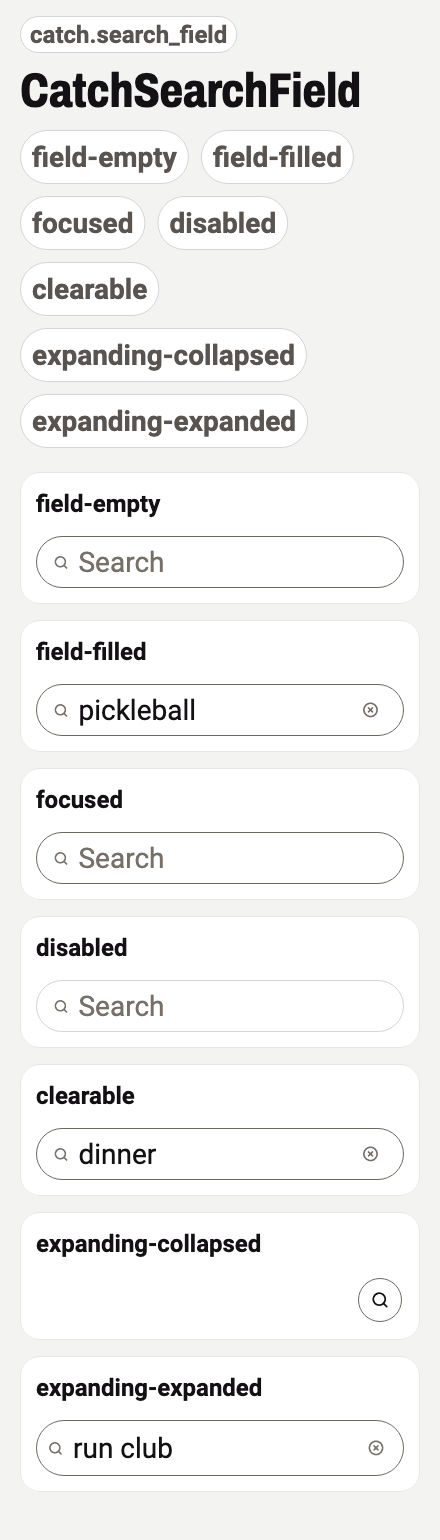 catch.search_field
CatchSearchField
field-empty field-filled
focused disabled
clearable
expanding-collapsed
expanding-expanded
field-empty
Search
field-filled
pickleball
focused
Search
disabled
Search
clearable
dinner
expanding-collapsed
expanding-expanded
run club